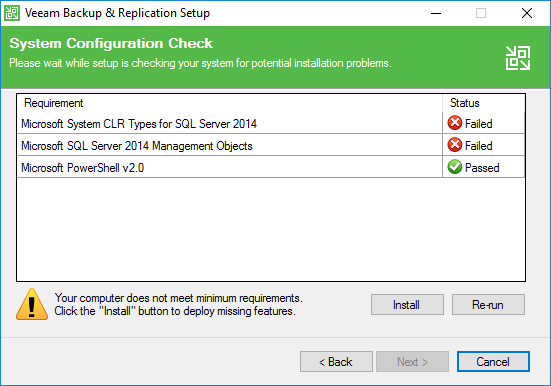 Veeam Backup & Replication Setup
System Configuration Check
Please wait while setup is checking your system for potential installation problems.
Requirement Status
Microsoft System CLR Types for SQL Server 2014 Failed
Microsoft SQL Server 2014 Management Objects Failed
Microsoft PowerShell v2.0 Passed
Your computer does not meet minimum requirements.
Click the "Install" button to deploy missing features.
Install Re-run
< Back Next > Cancel